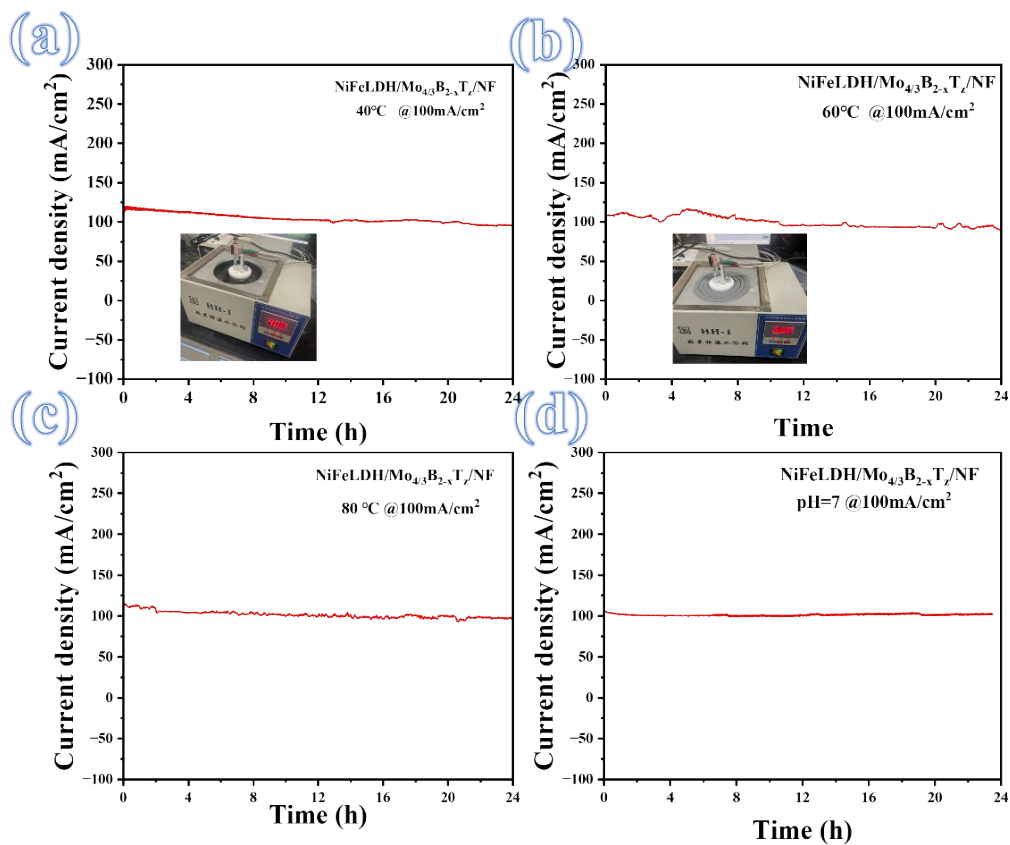 (a)
300
250
200
150
100
50
0
−50
−100
Current density (mA/cm²)
NiFeLDH/Mo₄/₃B₂₋ₓT𝓏/NF
40℃ @100mA/cm²
HH-1
0 4 8 12 16 20 24
Time (h)
(b)
300
250
200
150
100
50
0
−50
−100
Current density (mA/cm²)
NiFeLDH/Mo₄/₃B₂₋ₓT𝓏/NF
60℃ @100mA/cm²
HH-1
0 4 8 12 16 20 24
Time
(c)
300
250
200
150
100
50
0
−50
−100
Current density (mA/cm²)
NiFeLDH/Mo₄/₃B₂₋ₓT𝓏/NF
80 ℃ @100mA/cm²
0 4 8 12 16 20 24
Time (h)
(d)
300
250
200
150
100
50
0
−50
−100
Current density (mA/cm²)
NiFeLDH/Mo₄/₃B₂₋ₓT𝓏/NF
pH=7 @100mA/cm²
0 4 8 12 16 20 24
Time (h)